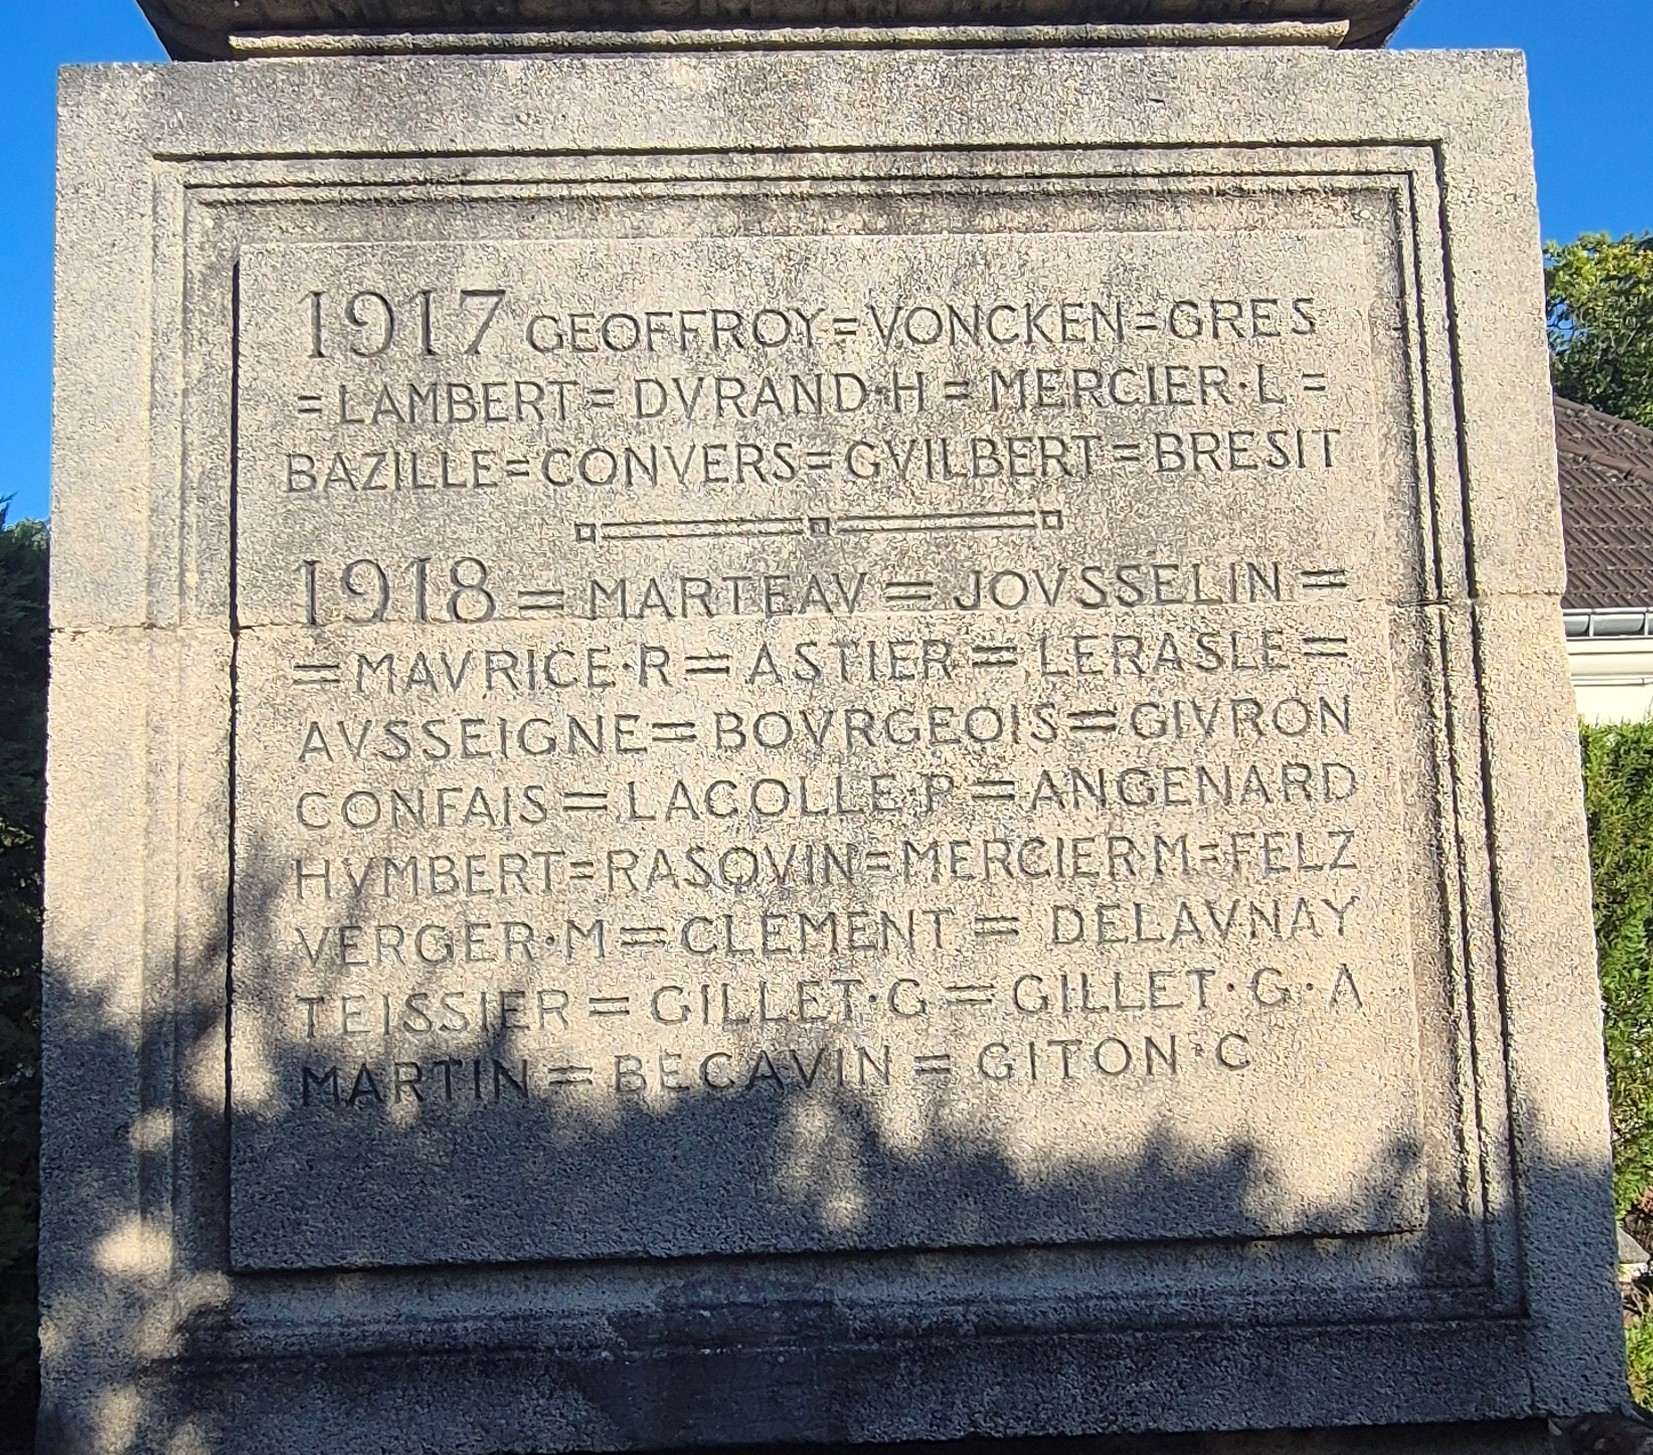 1917 GEOFFROY=VONCKEN=GRES
=LAMBERT= DVRAND·H = MERCIER·L =
BAZILLE=CONVERS=GVILBERT=BRESIT
1918 = MARTEAV = JOVSSELIN =
=MAVRICE·R= ASTIER = LERASLE =
AVSSEIGNE= BOVRGEOIS=GIVRON
CONFAIS = LACOLLE·P = ANGENARD
HVMBERT=RASOVIN=MERCIER·M=FELZ
VERGER·M=CLEMENT = DELAVNAY
TEISSIER = GILLET·G = GILLET·G·A
MARTIN = BECAVIN = GITON·C